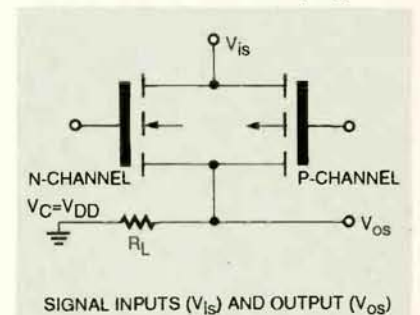 V_is
N-CHANNEL
P-CHANNEL
V_C=V_DD
R_L
V_os
SIGNAL INPUTS (V_is) AND OUTPUT (V_os)